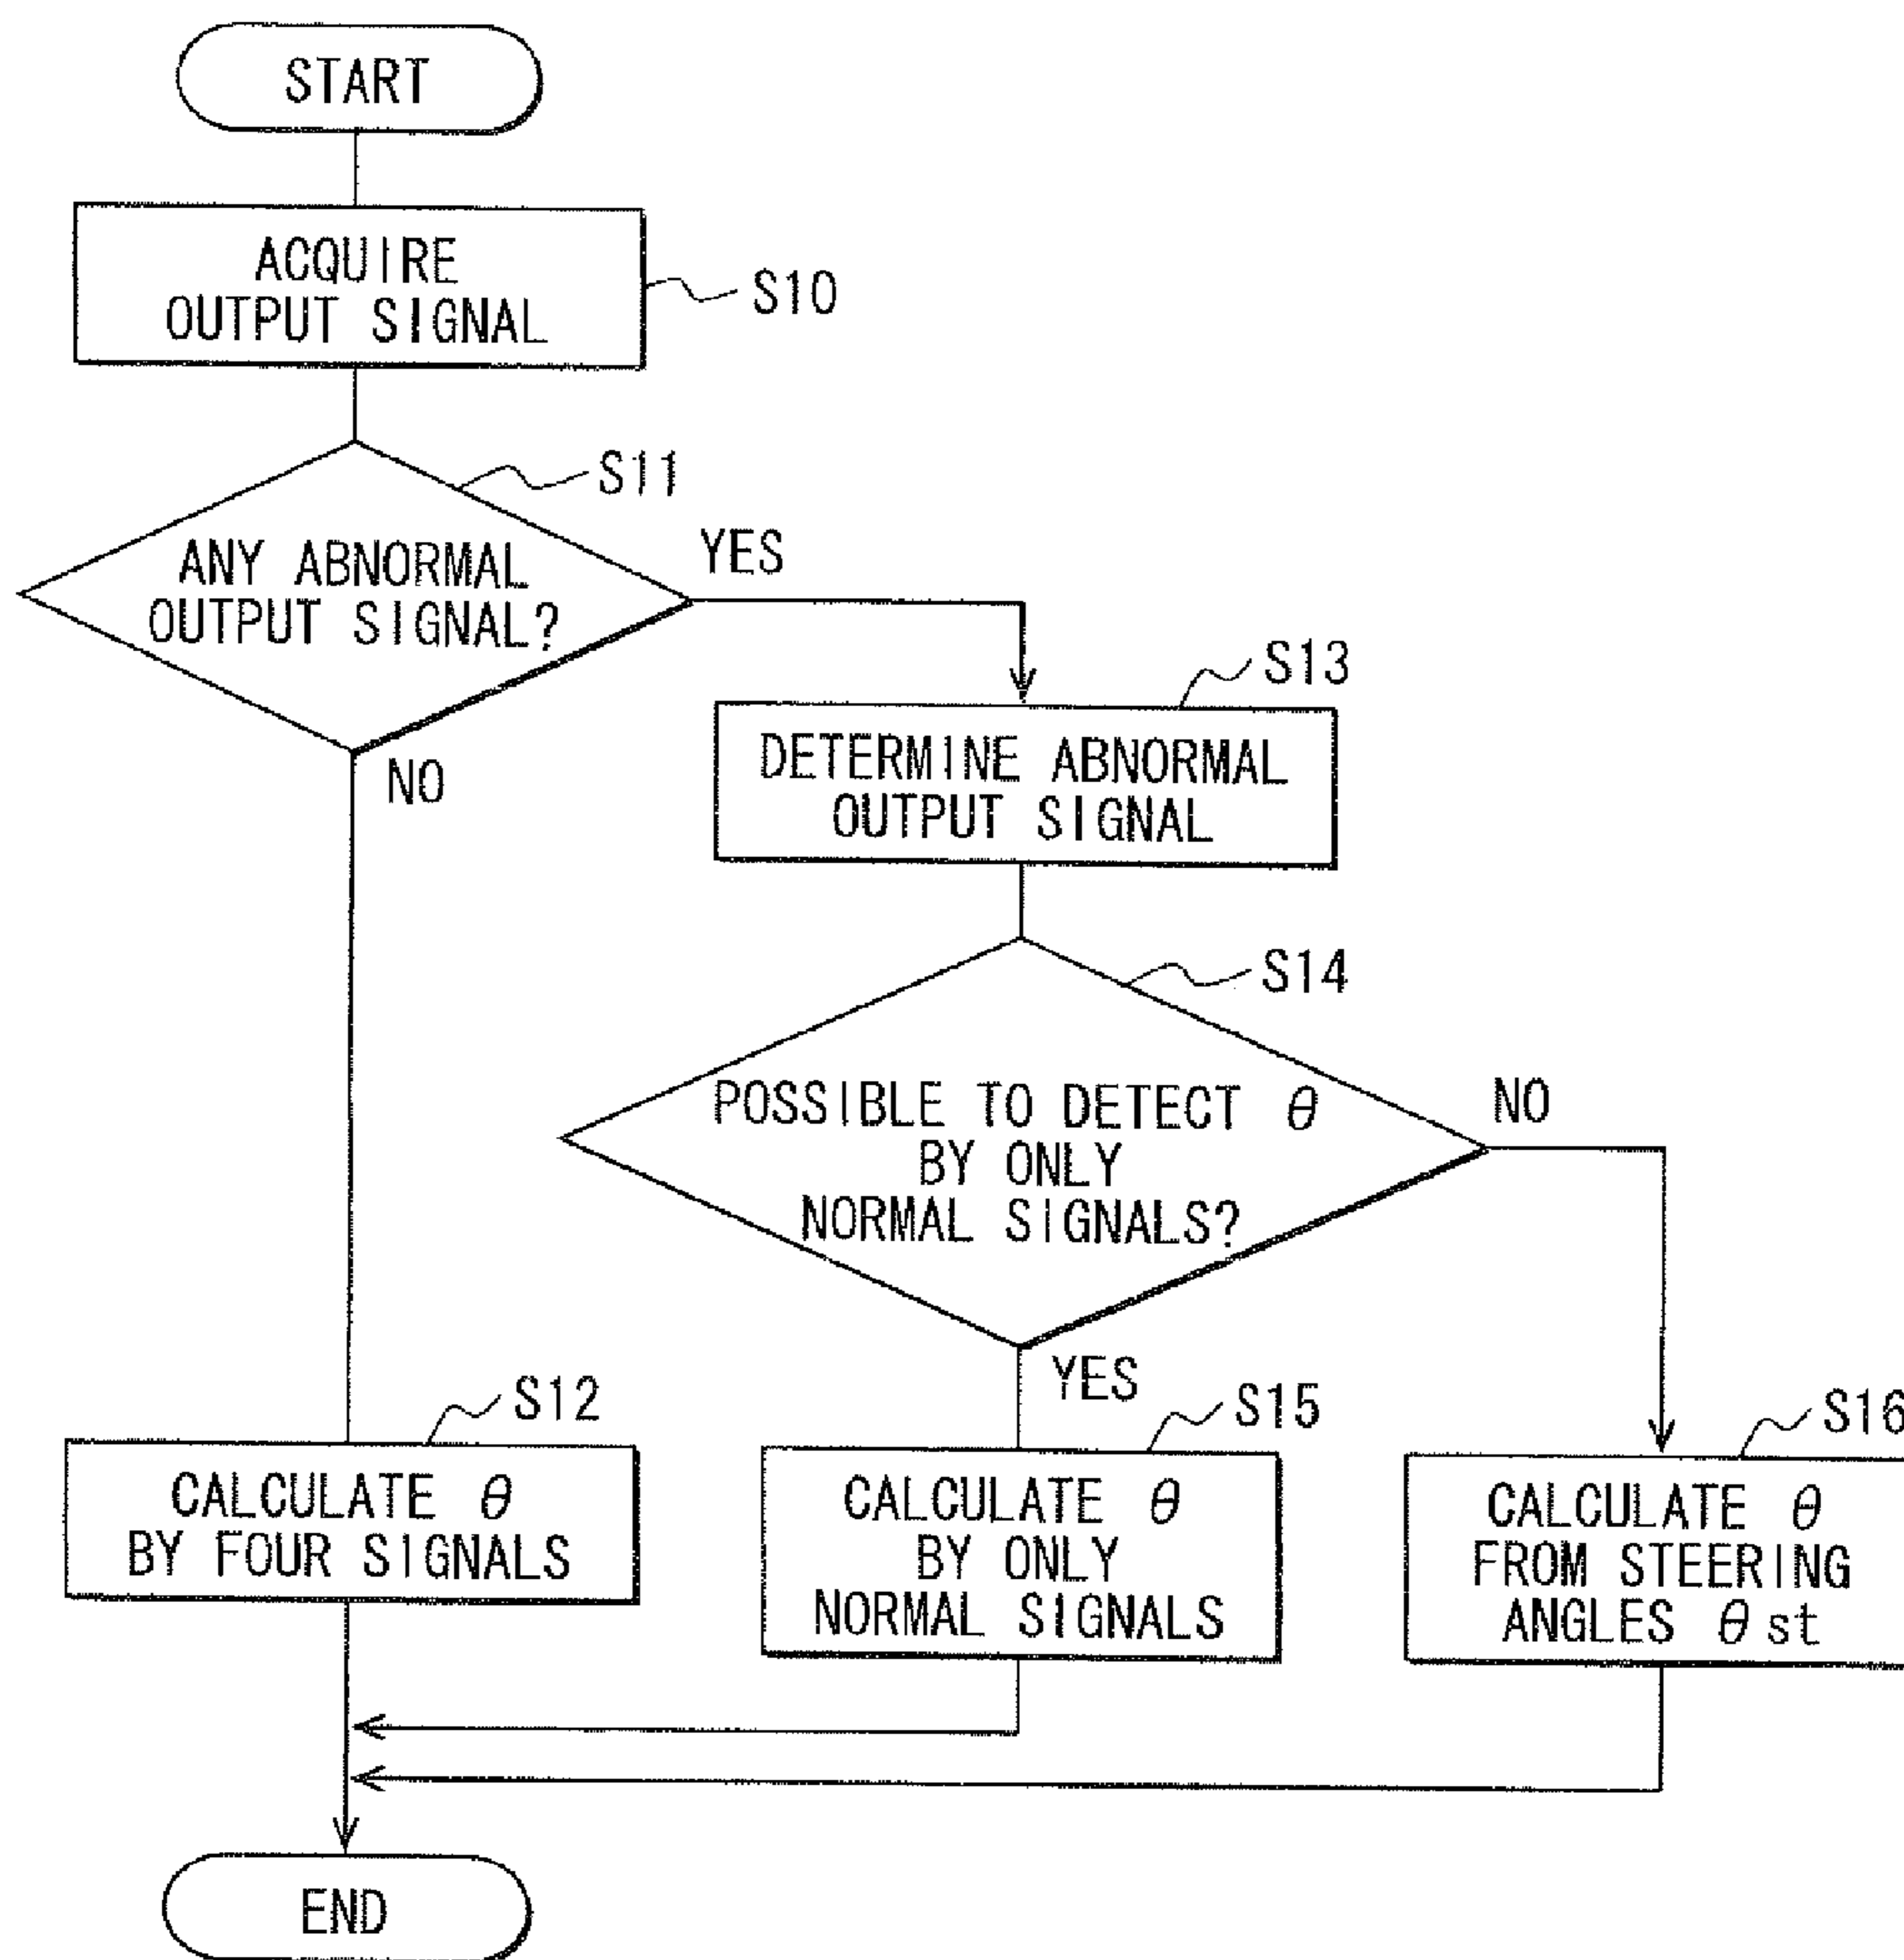 START
ACQUIRE
OUTPUT SIGNAL
S10
S11
ANY ABNORMAL
OUTPUT SIGNAL?
YES
NO
S13
DETERMINE ABNORMAL
OUTPUT SIGNAL
S14
POSSIBLE TO DETECT θ
BY ONLY
NORMAL SIGNALS?
NO
YES
S12
CALCULATE θ
BY FOUR SIGNALS
S15
CALCULATE θ
BY ONLY
NORMAL SIGNALS
S16
CALCULATE θ
FROM STEERING
ANGLES θst
END